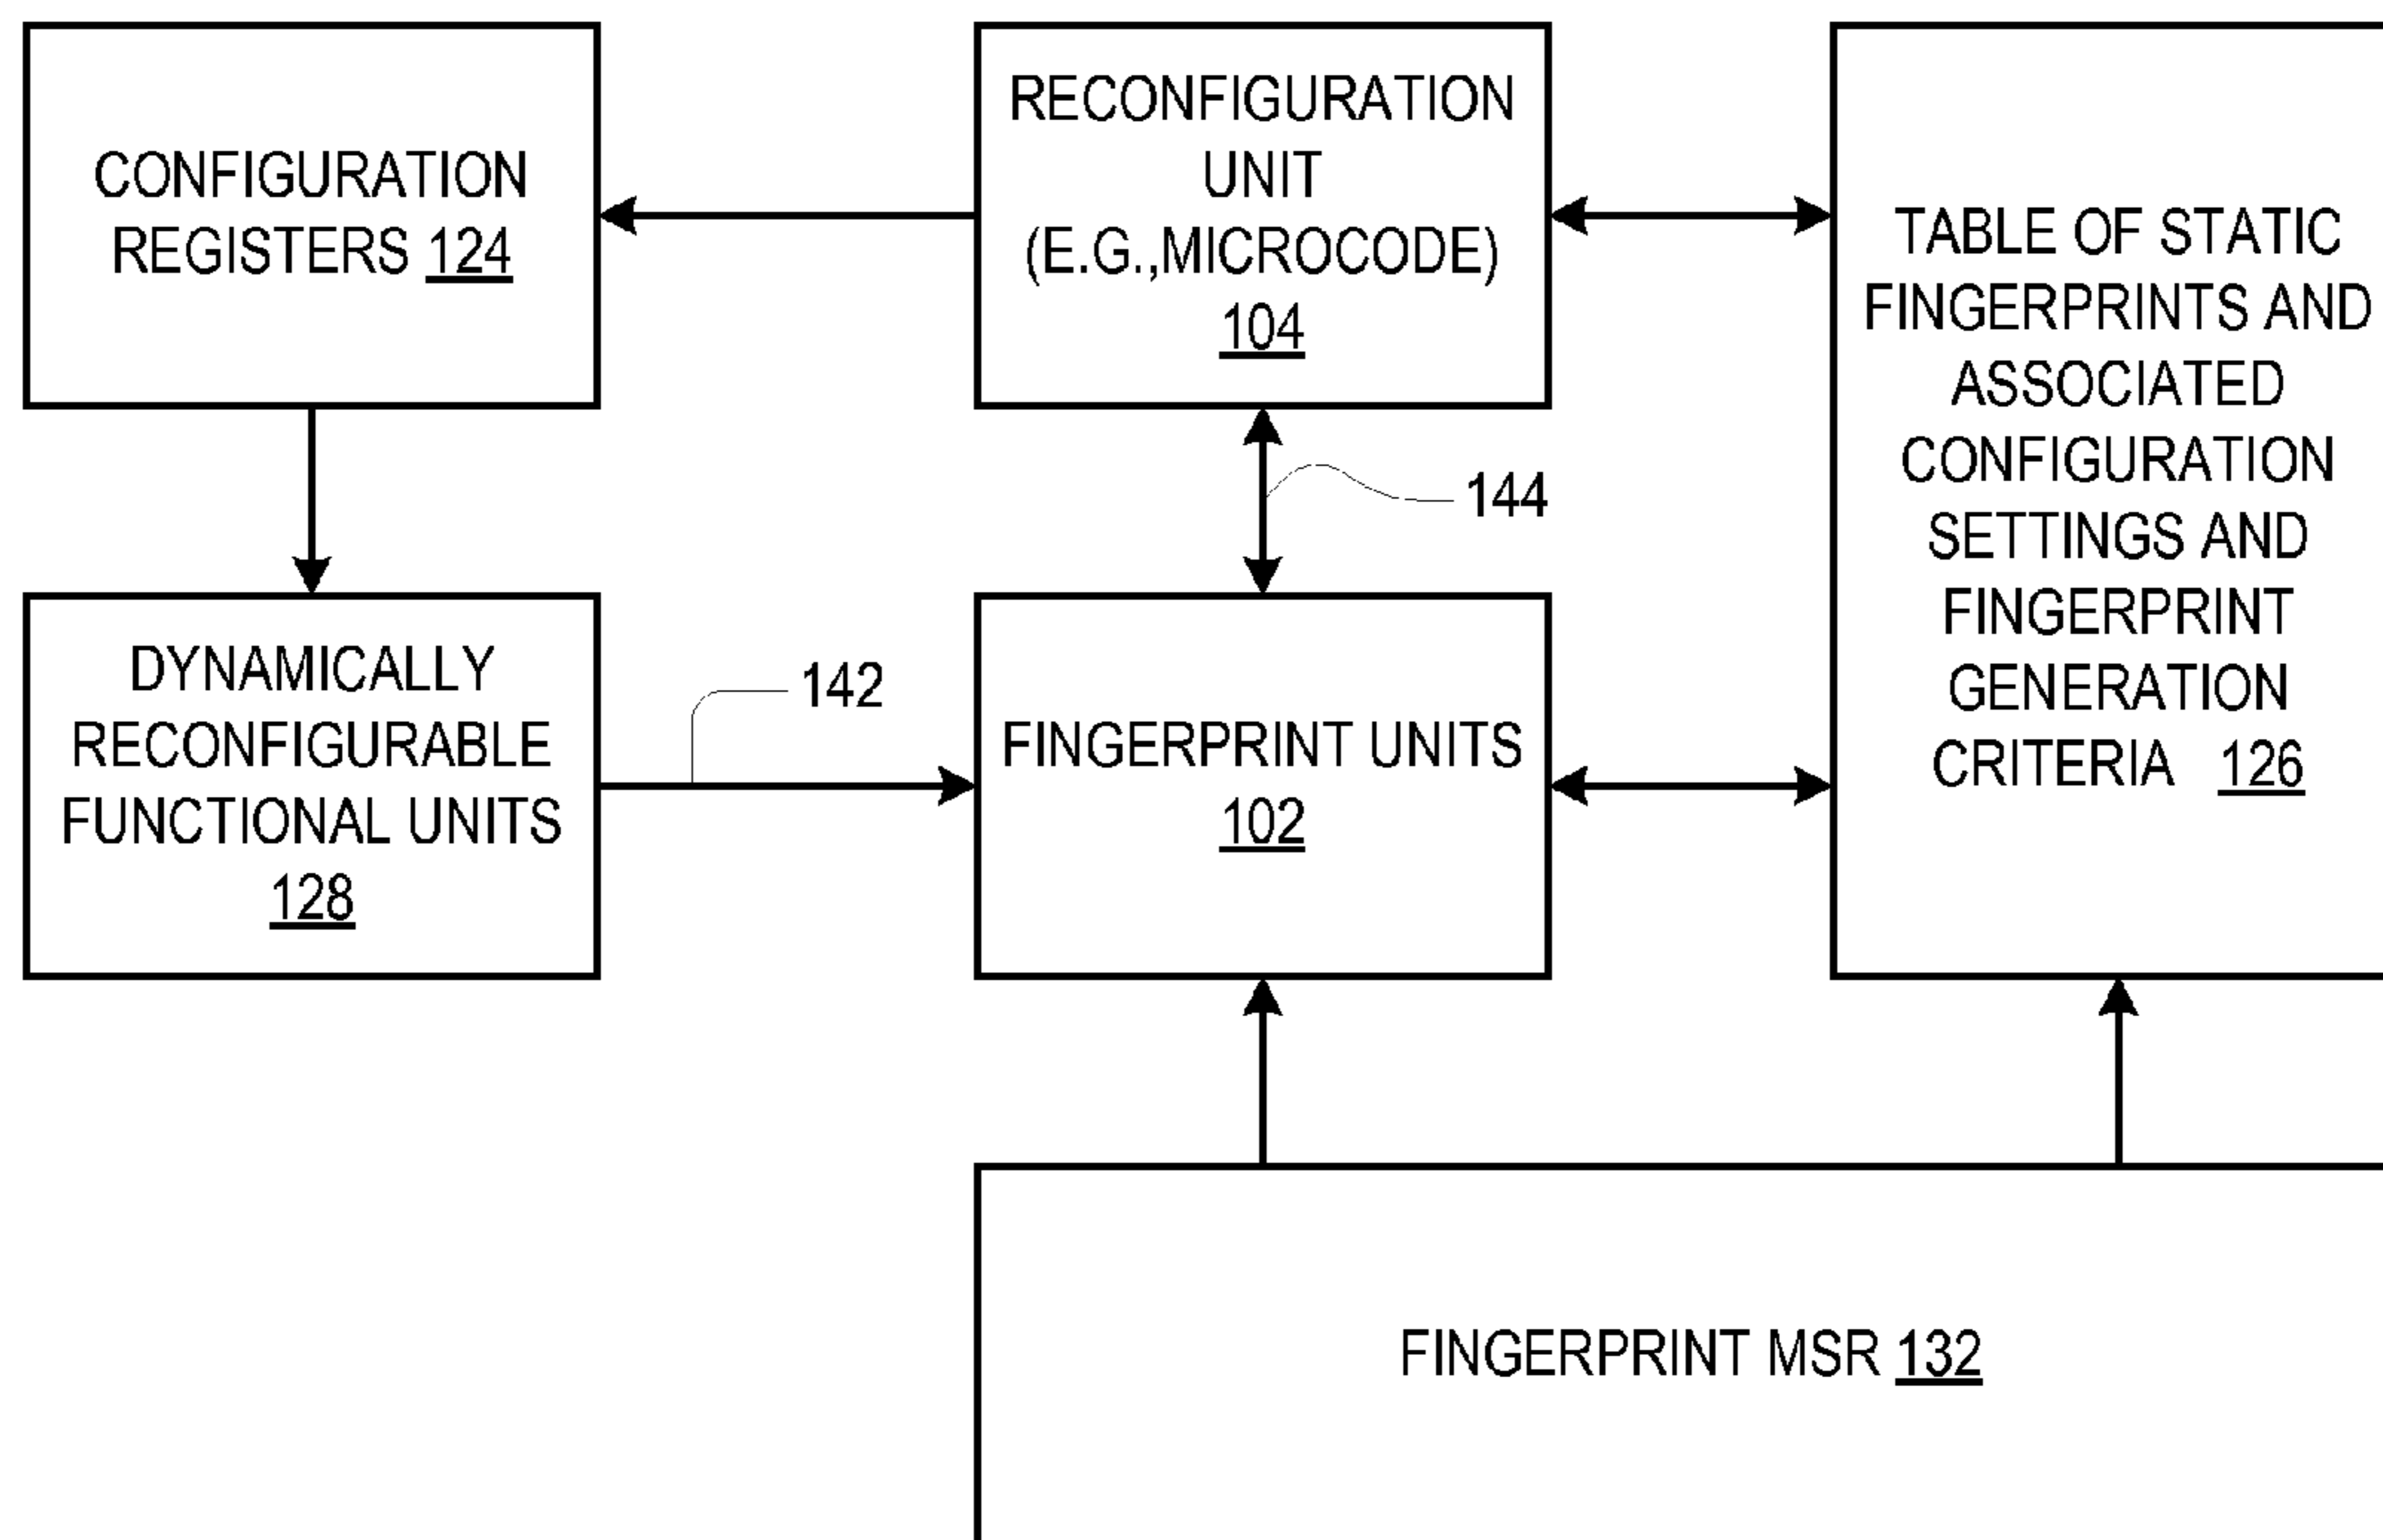 CONFIGURATION
REGISTERS 124
RECONFIGURATION
UNIT
(E.G.,MICROCODE)
104
TABLE OF STATIC
FINGERPRINTS AND
ASSOCIATED
CONFIGURATION
SETTINGS AND
FINGERPRINT
GENERATION
CRITERIA 126
144
DYNAMICALLY
RECONFIGURABLE
FUNCTIONAL UNITS
128
142
FINGERPRINT UNITS
102
FINGERPRINT MSR 132